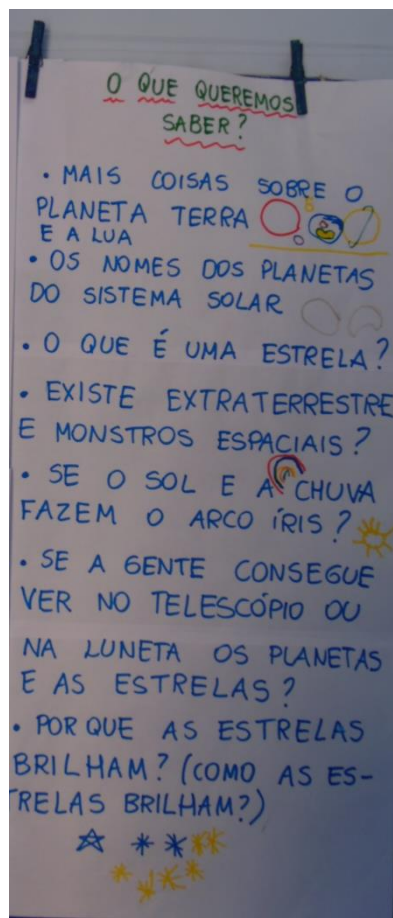 O QUE QUEREMOS
SABER?
• MAIS COISAS SOBRE O
PLANETA TERRA
E A LUA
• OS NOMES DOS PLANETAS
DO SISTEMA SOLAR
• O QUE É UMA ESTRELA?
• EXISTE EXTRATERRESTRE
E MONSTROS ESPACIAIS?
• SE O SOL E A CHUVA
FAZEM O ARCO ÍRIS?
• SE A GENTE CONSEGUE
VER NO TELESCÓPIO OU
NA LUNETA OS PLANETAS
E AS ESTRELAS?
• POR QUE AS ESTRELAS
BRILHAM? (COMO AS ES-
TRELAS BRILHAM?)